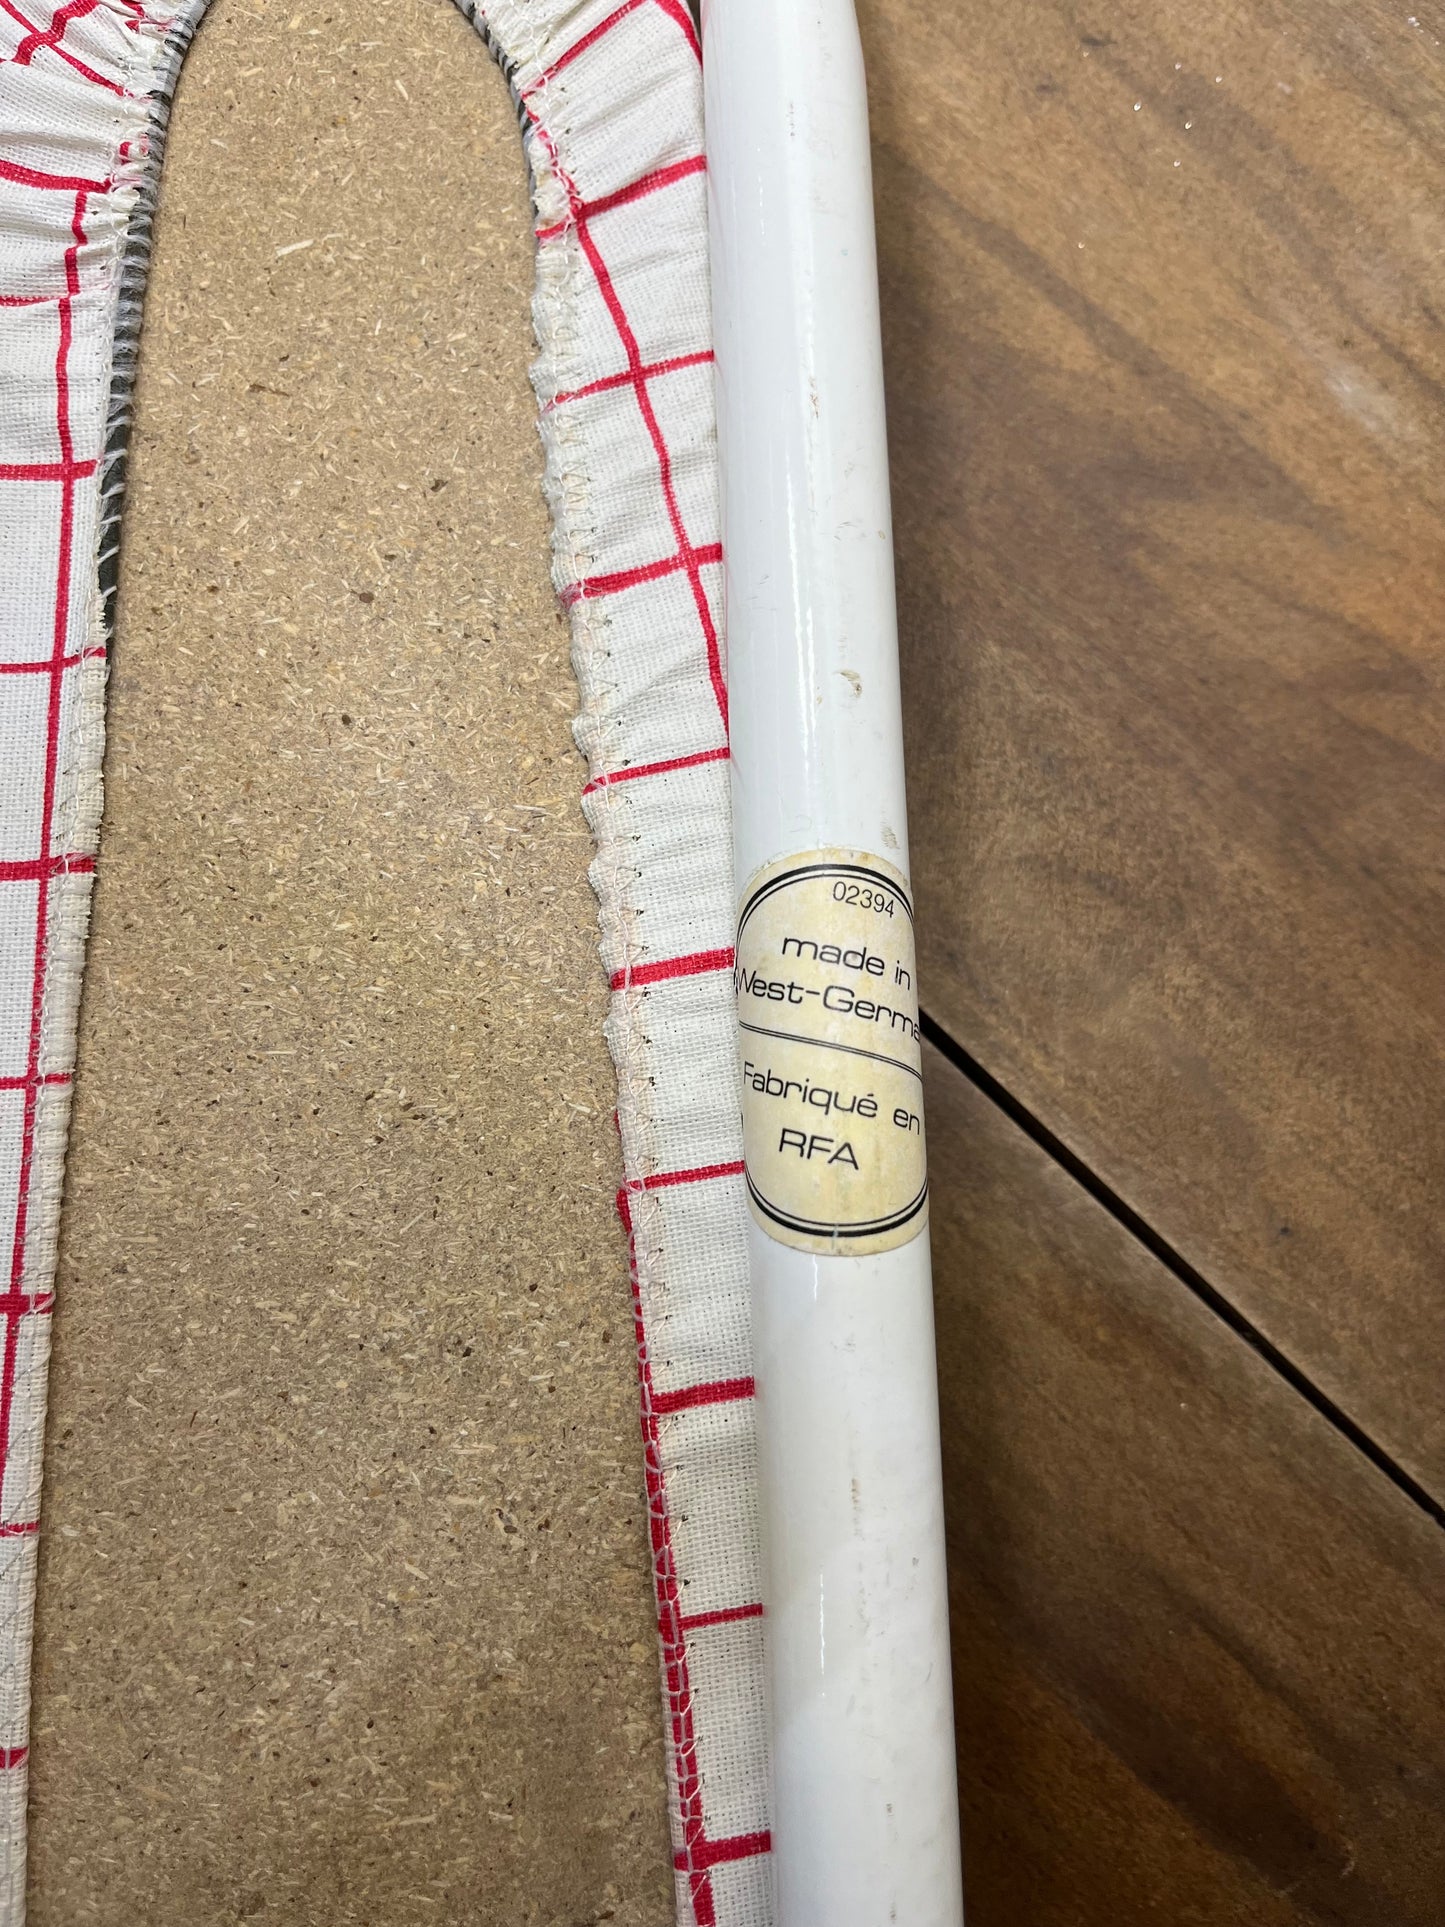 02394
made in
West-Germa
Fabriqué en
RFA